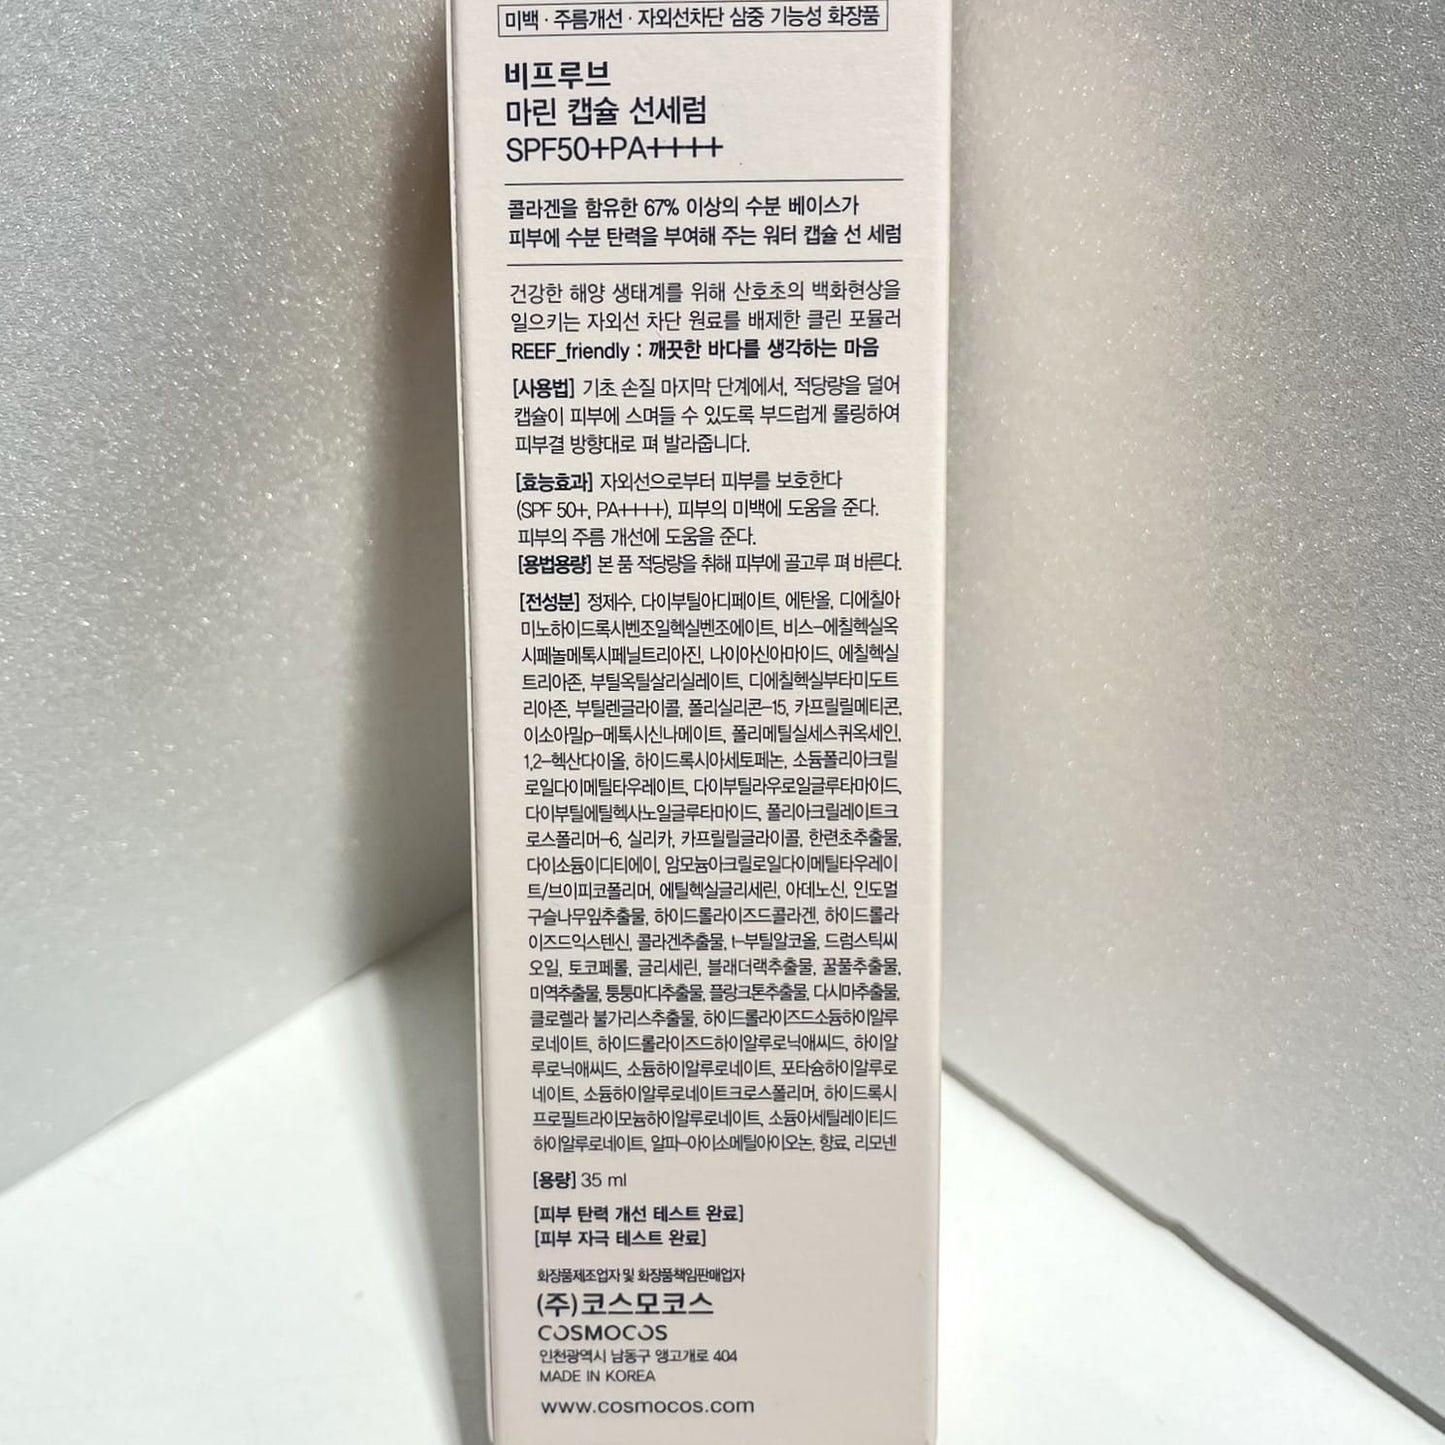 미백 · 주름개선 · 자외선차단 삼중 기능성 화장품
비프루브
마린 캡슐 선세럼
SPF50+PA++++
콜라겐을 함유한 67% 이상의 수분 베이스가
피부에 수분 탄력을 부여해 주는 워터 캡슐 선 세럼
건강한 해양 생태계를 위해 산호초의 백화현상을
일으키는 자외선 차단 원료를 배제한 클린 포뮬러
REEF_friendly : 깨끗한 바다를 생각하는 마음
[사용법] 기초 손질 마지막 단계에서, 적당량을 덜어
캡슐이 피부에 스며들 수 있도록 부드럽게 롤링하여
피부결 방향대로 펴 발라줍니다.
[효능효과] 자외선으로부터 피부를 보호한다
(SPF 50+, PA++++), 피부의 미백에 도움을 준다.
피부의 주름 개선에 도움을 준다.
[용법용량] 본 품 적당량을 취해 피부에 골고루 펴 바른다.
[전성분] 정제수, 다이부틸아디페이트, 에탄올, 디에칠아
미노하이드록시벤조일헥실벤조에이트, 비스-에칠헥실옥
시페놀메톡시페닐트리아진, 나이아신아마이드, 에칠헥실
트리아존, 부틸옥틸살리실레이트, 디에칠헥실부타미도트
리아존, 부틸렌글라이콜, 폴리실리콘-15, 카프릴릴메티콘,
이소아밀p-메톡시신나메이트, 폴리메틸실세스퀴옥세인,
1,2-헥산다이올, 하이드록시아세토페논, 소듐폴리아크릴
로일다이메틸타우레이트, 다이부틸라우로일글루타마이드,
다이부틸에틸헥사노일글루타마이드, 폴리아크릴레이트크
로스폴리머-6, 실리카, 카프릴릴글라이콜, 한련초추출물,
다이소듐이디티에이, 암모늄아크릴로일다이메틸타우레이
트/브이피코폴리머, 에틸헥실글리세린, 아데노신, 인도멀
구슬나무잎추출물, 하이드롤라이즈드콜라겐, 하이드롤라
이즈드익스텐신, 콜라겐추출물, t-부틸알코올, 드럼스틱씨
오일, 토코페롤, 글리세린, 블래더랙추출물, 꿀풀추출물,
미역추출물, 퉁퉁마디추출물, 플랑크톤추출물, 다시마추출물,
클로렐라 불가리스추출물, 하이드롤라이즈드소듐하이알루
로네이트, 하이드롤라이즈드하이알루로닉애씨드, 하이알
루로닉애씨드, 소듐하이알루로네이트, 포타슘하이알루로
네이트, 소듐하이알루로네이트크로스폴리머, 하이드록시
프로필트라이모늄하이알루로네이트, 소듐아세틸레이티드
하이알루로네이트, 알파-아이소메틸아이오논, 향료, 리모넨
[용량] 35 ml
[피부 탄력 개선 테스트 완료]
[피부 자극 테스트 완료]
화장품제조업자 및 화장품책임판매업자
(주)코스모코스
COSMOCOS
인천광역시 남동구 앵고개로 404
MADE IN KOREA
www.cosmocos.com